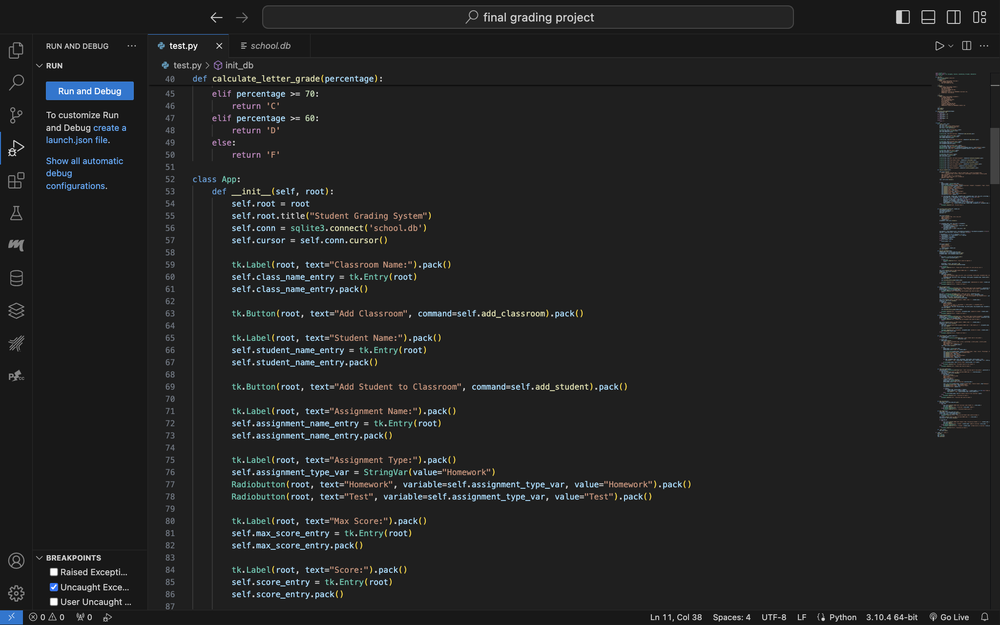 final grading project
RUN AND DEBUG
RUN
Run and Debug
To customize Run
and Debug create a
launch.json file.
Show all automatic
debug
configurations.
BREAKPOINTS
Raised Excepti...
Uncaught Exce...
User Uncaught ...
test.py
school.db
test.py > init_db
40 def calculate_letter_grade(percentage):
45 elif percentage >= 70:
46 return 'C'
47 elif percentage >= 60:
48 return 'D'
49 else:
50 return 'F'
51
52 class App:
53 def __init__(self, root):
54 self.root = root
55 self.root.title("Student Grading System")
56 self.conn = sqlite3.connect('school.db')
57 self.cursor = self.conn.cursor()
58
59 tk.Label(root, text="Classroom Name:").pack()
60 self.class_name_entry = tk.Entry(root)
61 self.class_name_entry.pack()
62
63 tk.Button(root, text="Add Classroom", command=self.add_classroom).pack()
64
65 tk.Label(root, text="Student Name:").pack()
66 self.student_name_entry = tk.Entry(root)
67 self.student_name_entry.pack()
68
69 tk.Button(root, text="Add Student to Classroom", command=self.add_student).pack()
70
71 tk.Label(root, text="Assignment Name:").pack()
72 self.assignment_name_entry = tk.Entry(root)
73 self.assignment_name_entry.pack()
74
75 tk.Label(root, text="Assignment Type:").pack()
76 self.assignment_type_var = StringVar(value="Homework")
77 Radiobutton(root, text="Homework", variable=self.assignment_type_var, value="Homework").pack()
78 Radiobutton(root, text="Test", variable=self.assignment_type_var, value="Test").pack()
79
80 tk.Label(root, text="Max Score:").pack()
81 self.max_score_entry = tk.Entry(root)
82 self.max_score_entry.pack()
83
84 tk.Label(root, text="Score:").pack()
85 self.score_entry = tk.Entry(root)
86 self.score_entry.pack()
87
0 0 0
Ln 11, Col 38 Spaces: 4 UTF-8 LF Python 3.10.4 64-bit Go Live